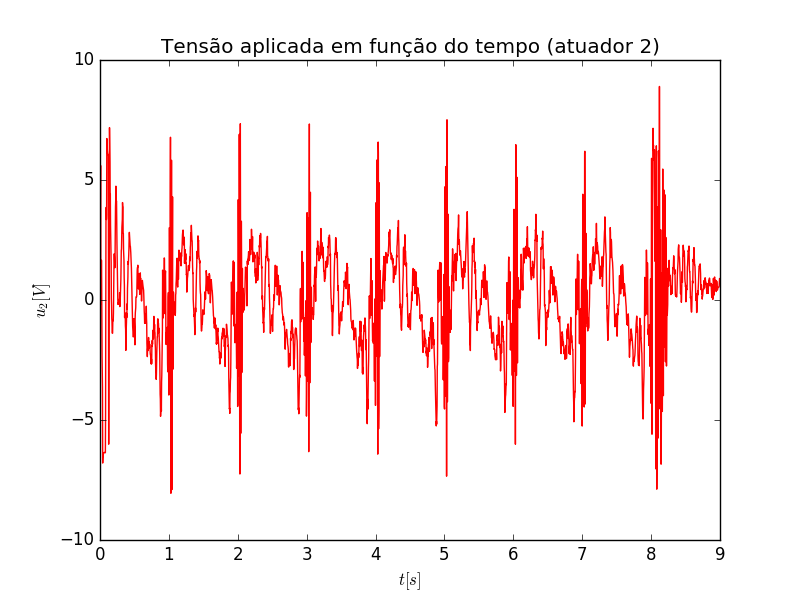 Tensão aplicada em função do tempo (atuador 2)
10
5
0
−5
−10
u₂[V]
0 1 2 3 4 5 6 7 8 9
t[s]